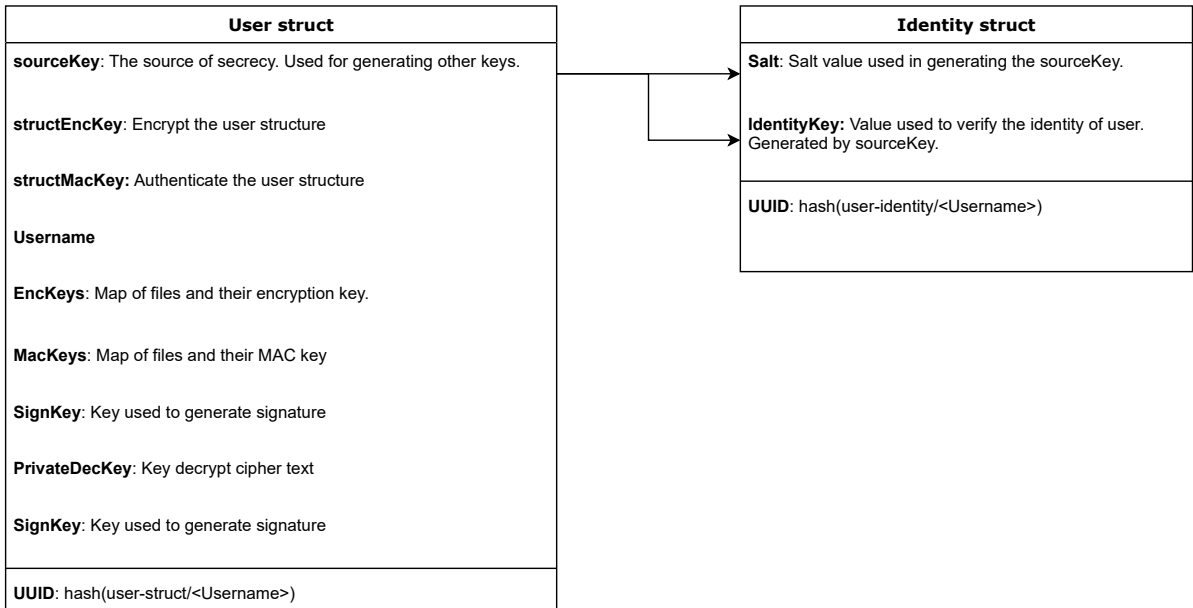 User struct
sourceKey: The source of secrecy. Used for generating other keys.
structEncKey: Encrypt the user structure
structMacKey: Authenticate the user structure
Username
EncKeys: Map of files and their encryption key.
MacKeys: Map of files and their MAC key
SignKey: Key used to generate signature
PrivateDecKey: Key decrypt cipher text
SignKey: Key used to generate signature
UUID: hash(user-struct/<Username>)
Identity struct
Salt: Salt value used in generating the sourceKey.
IdentityKey: Value used to verify the identity of user.
Generated by sourceKey.
UUID: hash(user-identity/<Username>)